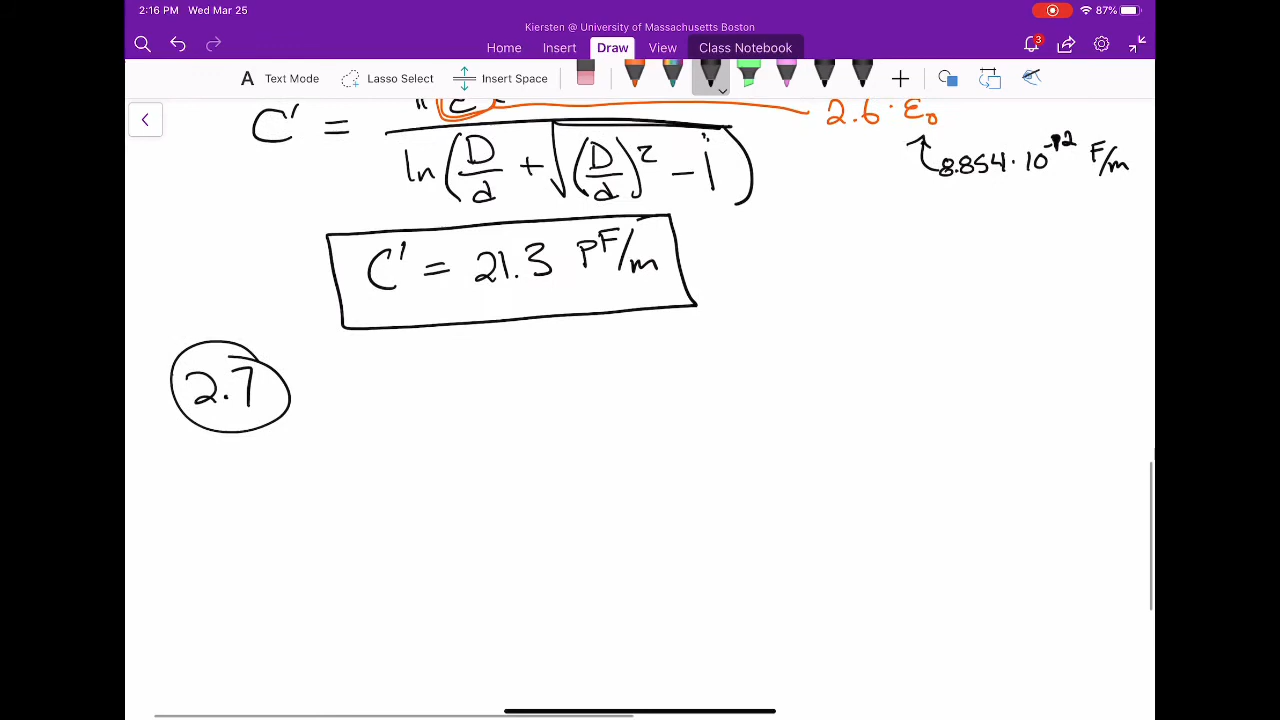 2:16 PM Wed Mar 25
87%
Kiersten @ University of Massachusetts Boston
Home Insert Draw View Class Notebook
3
Text Mode Lasso Select Insert Space
2.6 · ε₀
C' =
ln(D/d + √((D/d)² - 1))
8.854 · 10⁻¹² F/m
C' = 21.3 pF/m
2.7